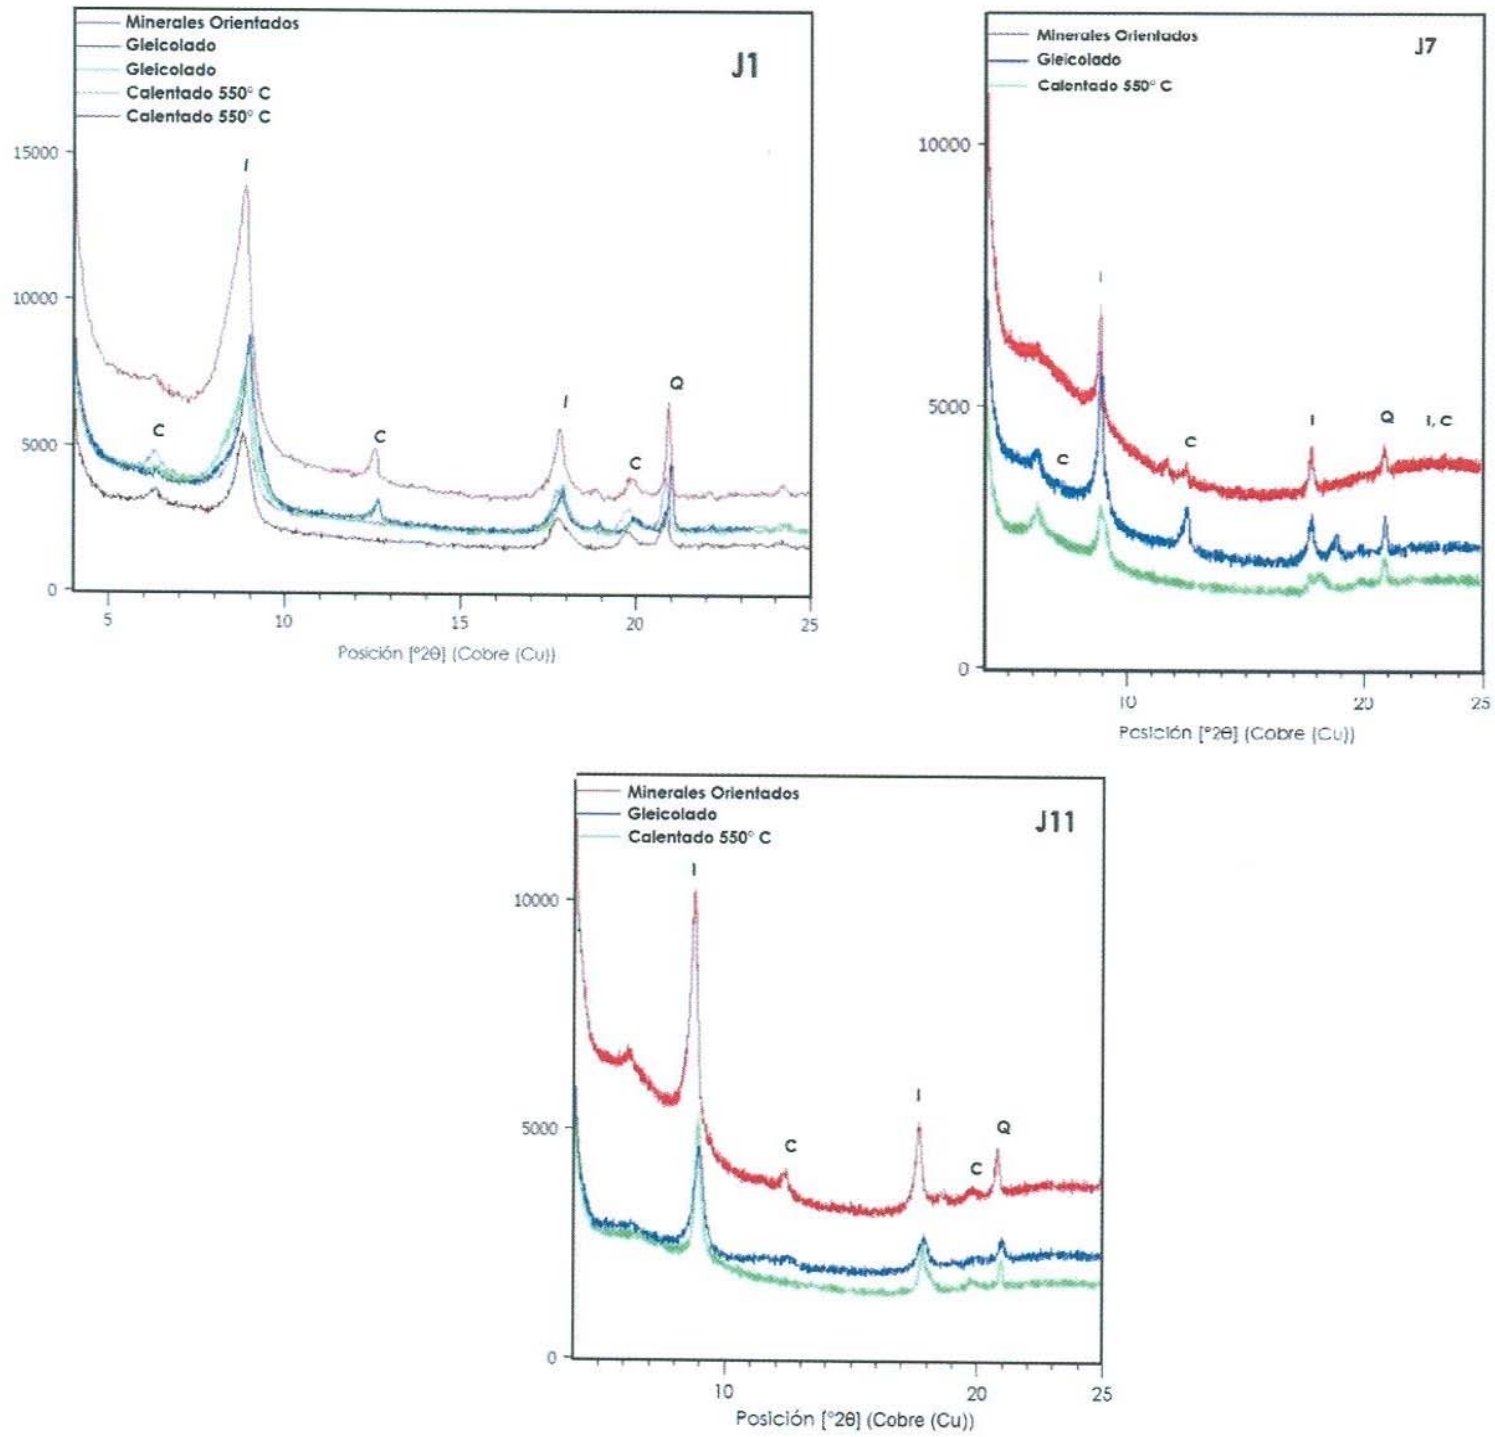 Minerales Orientados
Gleicolado
Gleicolado
Calentado 550° C
Calentado 550° C
J1
15000
10000
5000
0
I
C
C
I
C
Q
5
10
15
20
25
Posición [°2θ] (Cobre (Cu))
Minerales Orientados
Gleicolado
Calentado 550° C
J7
10000
5000
0
I
C
C
I
Q
I, C
10
20
25
Posición [°2θ] (Cobre (Cu))
Minerales Orientados
Gleicolado
Calentado 550° C
J11
10000
5000
0
I
C
I
C
Q
10
20
25
Posición [°2θ] (Cobre (Cu))